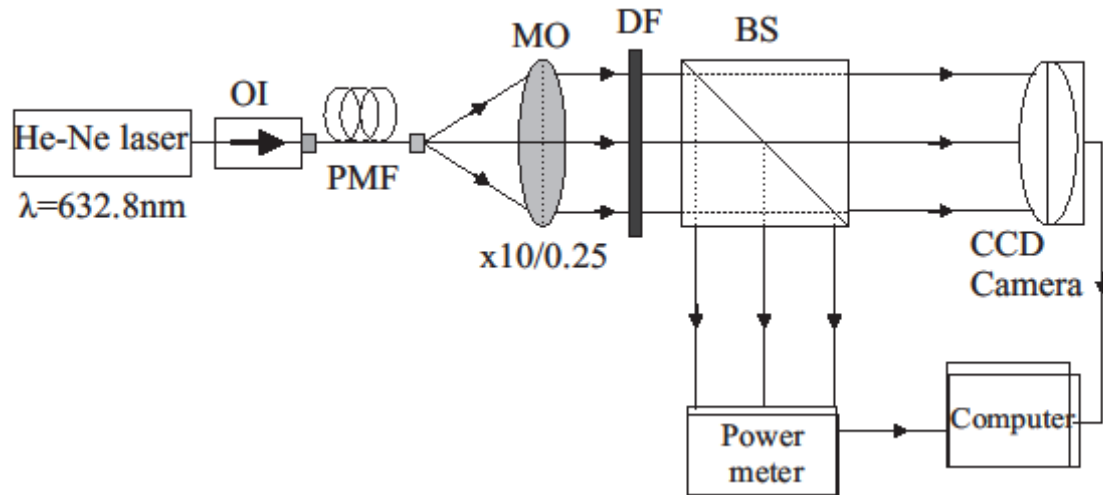 MO
DF
BS
OI
He-Ne laser
PMF
λ=632.8nm
x10/0.25
CCD
Camera
Power
meter
Computer